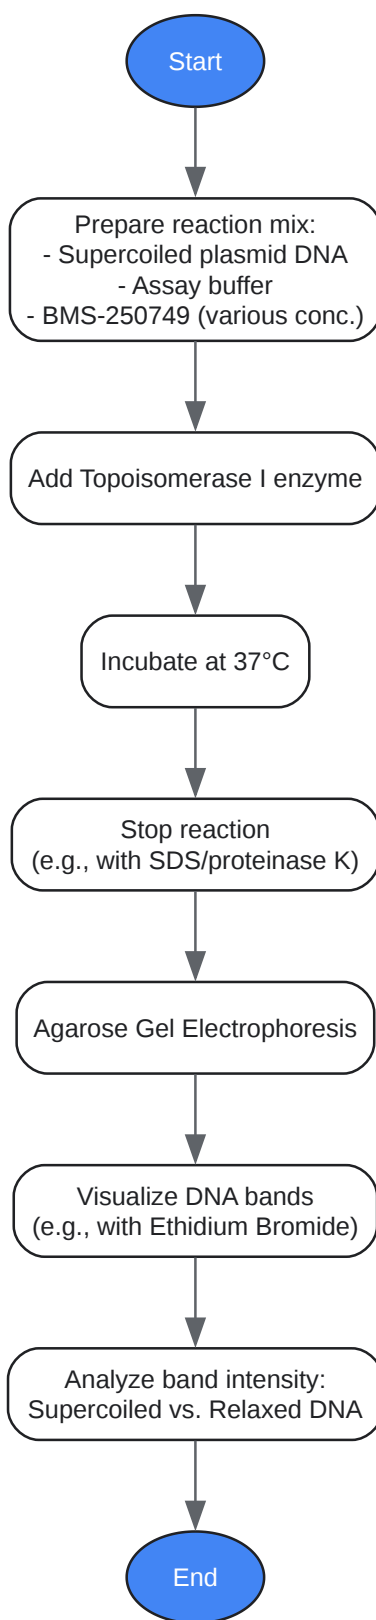 Start
Prepare reaction mix:
- Supercoiled plasmid DNA
- Assay buffer
- BMS-250749 (various conc.)
Add Topoisomerase I enzyme
Incubate at 37°C
Stop reaction
(e.g., with SDS/proteinase K)
Agarose Gel Electrophoresis
Visualize DNA bands
(e.g., with Ethidium Bromide)
Analyze band intensity:
Supercoiled vs. Relaxed DNA
End